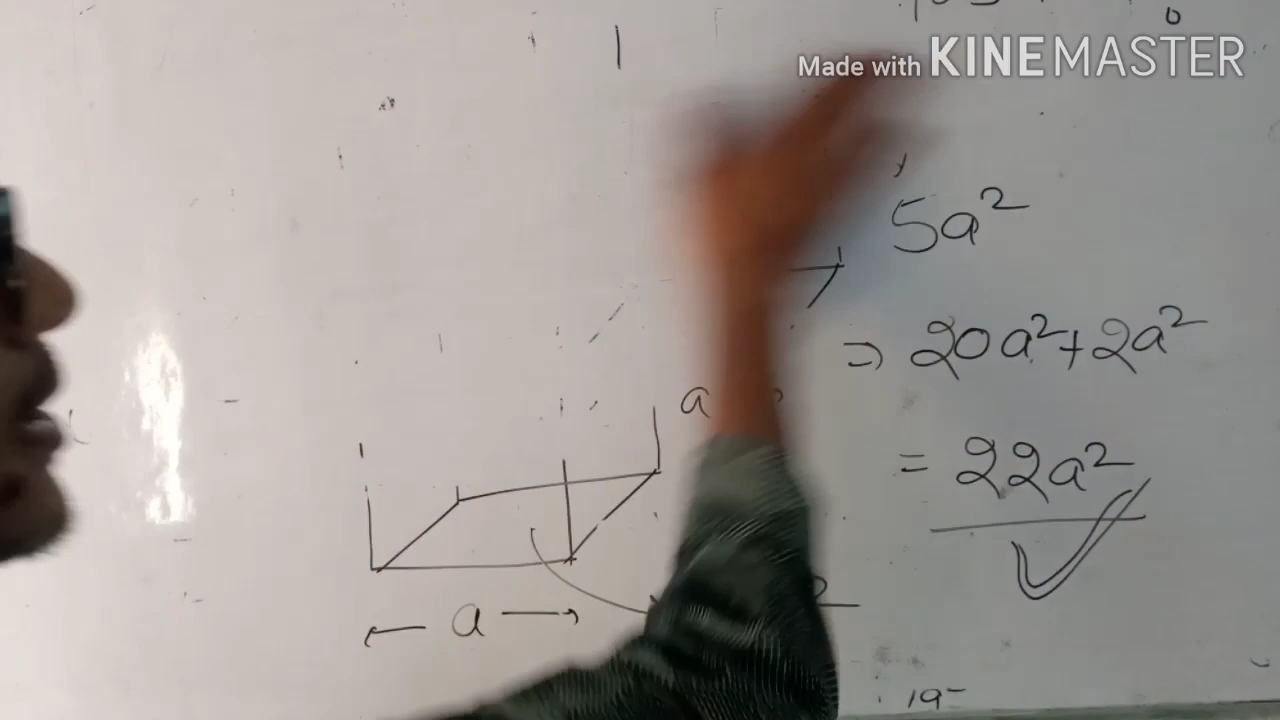 Made with KINEMASTER
5a²
⇒ 20a²+2a²
= 22a²
a
← a →